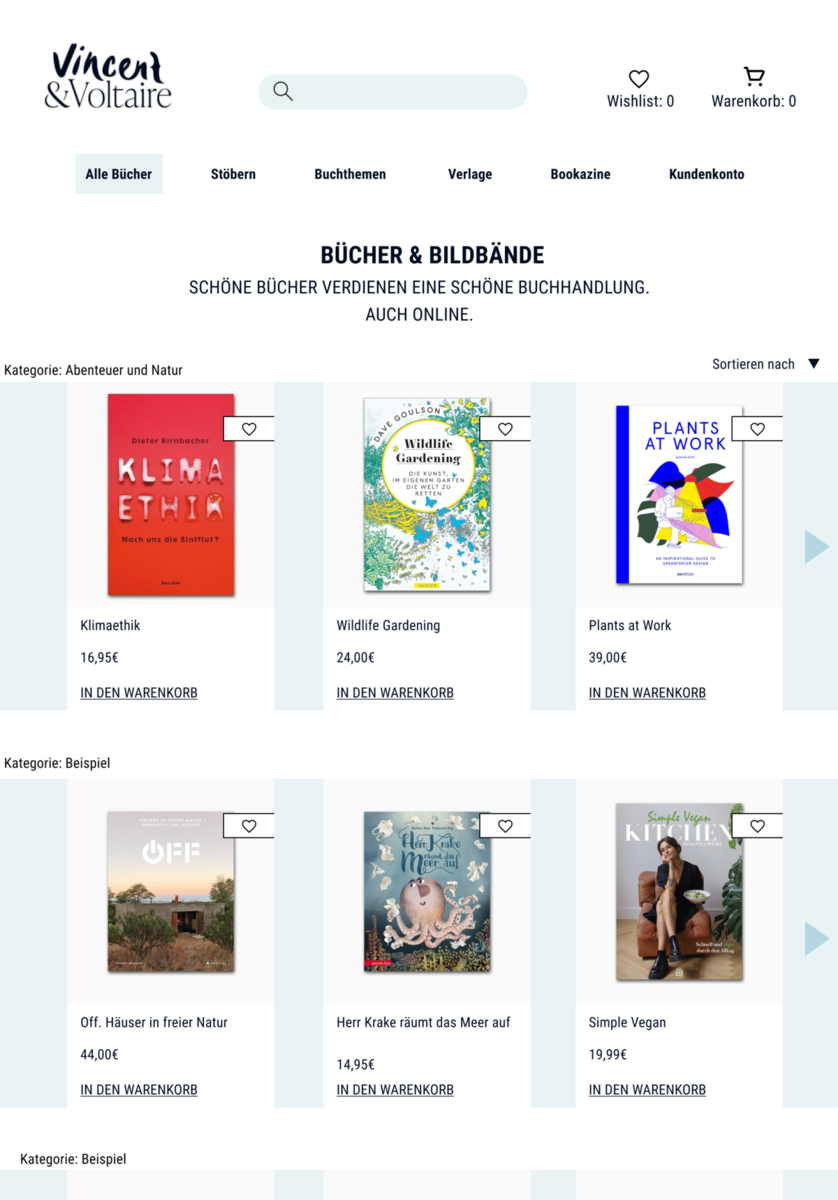 Vincent
&Voltaire
Wishlist: 0
Warenkorb: 0
Alle Bücher
Stöbern
Buchthemen
Verlage
Bookazine
Kundenkonto
BÜCHER & BILDBÄNDE
SCHÖNE BÜCHER VERDIENEN EINE SCHÖNE BUCHHANDLUNG.
AUCH ONLINE.
Kategorie: Abenteuer und Natur
Sortieren nach
Dieter Birnbacher
KLIMA
ETHIK
Nach uns die Sintflut?
RECLAM
DAVE GOULSON
Wildlife
Gardening
DIE KUNST,
IM EIGENEN GARTEN
DIE WELT ZU
RETTEN
HANSER
PLANTS
AT WORK
AN INSPIRATIONAL GUIDE TO
GREENTERIOR DESIGN
avedition
Klimaethik
16,95€
IN DEN WARENKORB
Wildlife Gardening
24,00€
IN DEN WARENKORB
Plants at Work
39,00€
IN DEN WARENKORB
Kategorie: Beispiel
HÄUSER IN FREIER NATUR –
OFF
Herr Krake
räumt das
Meer auf
Simple Vegan
KITCHEN
Schnell und
durch den Alltag
Off. Häuser in freier Natur
44,00€
IN DEN WARENKORB
Herr Krake räumt das Meer auf
14,95€
IN DEN WARENKORB
Simple Vegan
19,99€
IN DEN WARENKORB
Kategorie: Beispiel